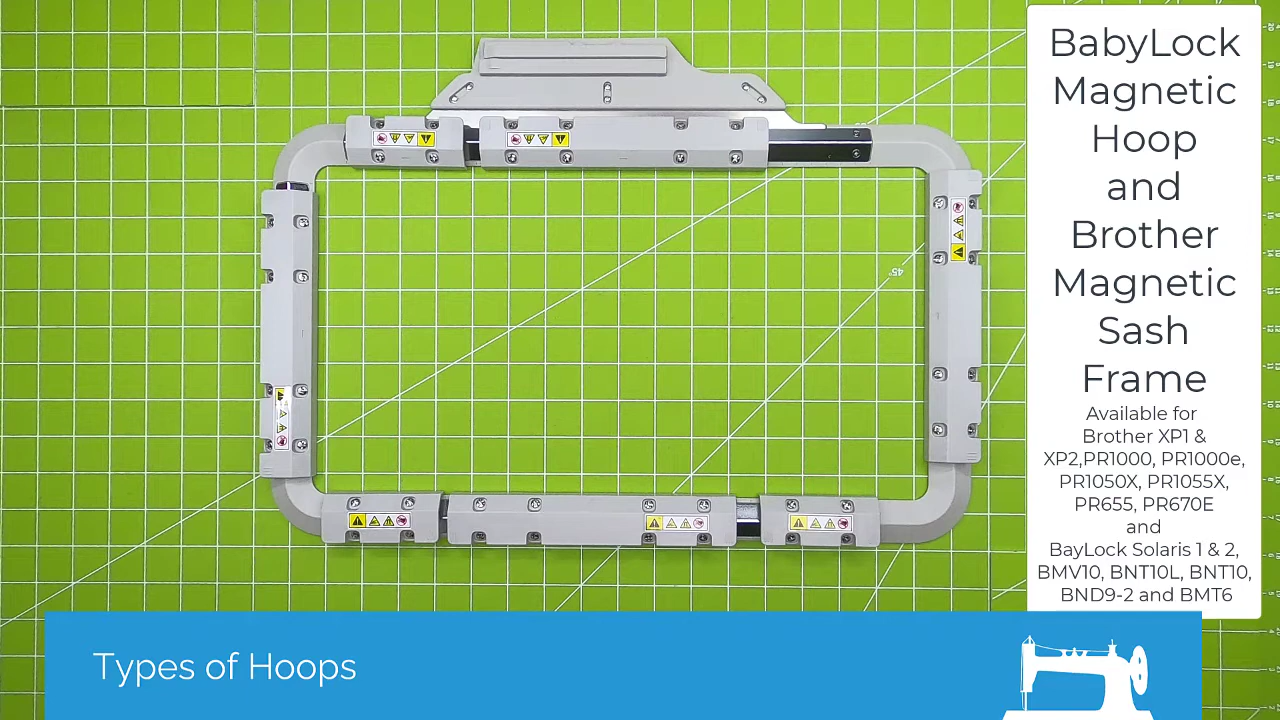 BabyLock
Magnetic
Hoop
and
Brother
Magnetic
Sash
Frame
Available for
Brother XP1 &
XP2,PR1000, PR1000e,
PR1050X, PR1055X,
PR655, PR670E
and
BayLock Solaris 1 & 2,
BMV10, BNT10L, BNT10,
BND9-2 and BMT6
45°
Types of Hoops